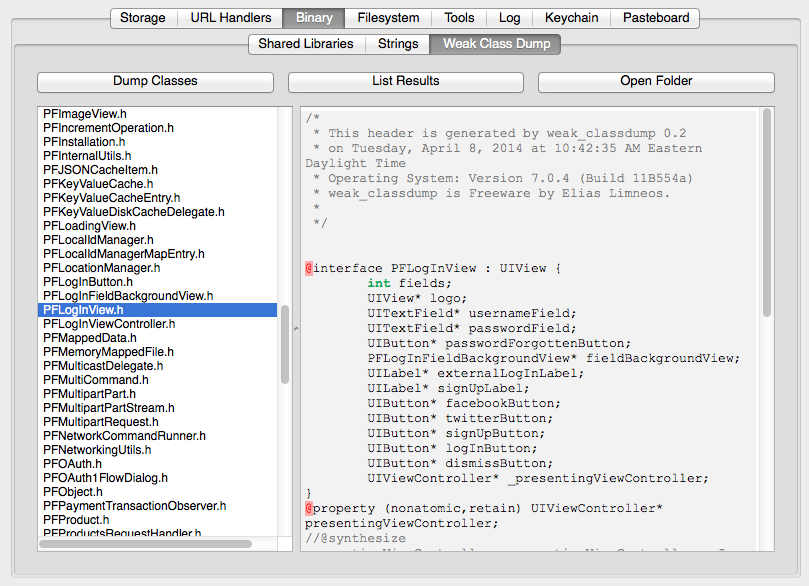 Storage URL Handlers Binary Filesystem Tools Log Keychain Pasteboard
Shared Libraries Strings Weak Class Dump
Dump Classes List Results Open Folder
PFImageView.h
PFIncrementOperation.h
PFInstallation.h
PFInternalUtils.h
PFJSONCacheItem.h
PFKeyValueCache.h
PFKeyValueCacheEntry.h
PFKeyValueDiskCacheDelegate.h
PFLoadingView.h
PFLocalIdManager.h
PFLocalIdManagerMapEntry.h
PFLocationManager.h
PFLogInButton.h
PFLogInFieldBackgroundView.h
PFLogInView.h
PFLogInViewController.h
PFMappedData.h
PFMemoryMappedFile.h
PFMulticastDelegate.h
PFMultiCommand.h
PFMultipartPart.h
PFMultipartPartStream.h
PFMultipartRequest.h
PFNetworkCommandRunner.h
PFNetworkingUtils.h
PFOAuth.h
PFOAuth1FlowDialog.h
PFObject.h
PFPaymentTransactionObserver.h
PFProduct.h
PFProductsRequestHandler.h
/*
* This header is generated by weak_classdump 0.2
* on Tuesday, April 8, 2014 at 10:42:35 AM Eastern
Daylight Time
* Operating System: Version 7.0.4 (Build 11B554a)
* weak_classdump is Freeware by Elias Limneos.
*
*/
@interface PFLogInView : UIView {
int fields;
UIView* logo;
UITextField* usernameField;
UITextField* passwordField;
UIButton* passwordForgottenButton;
PFLogInFieldBackgroundView* fieldBackgroundView;
UILabel* externalLogInLabel;
UILabel* signUpLabel;
UIButton* facebookButton;
UIButton* twitterButton;
UIButton* signUpButton;
UIButton* logInButton;
UIButton* dismissButton;
UIViewController* _presentingViewController;
}
@property (nonatomic,retain) UIViewController*
presentingViewController;
//@synthesize